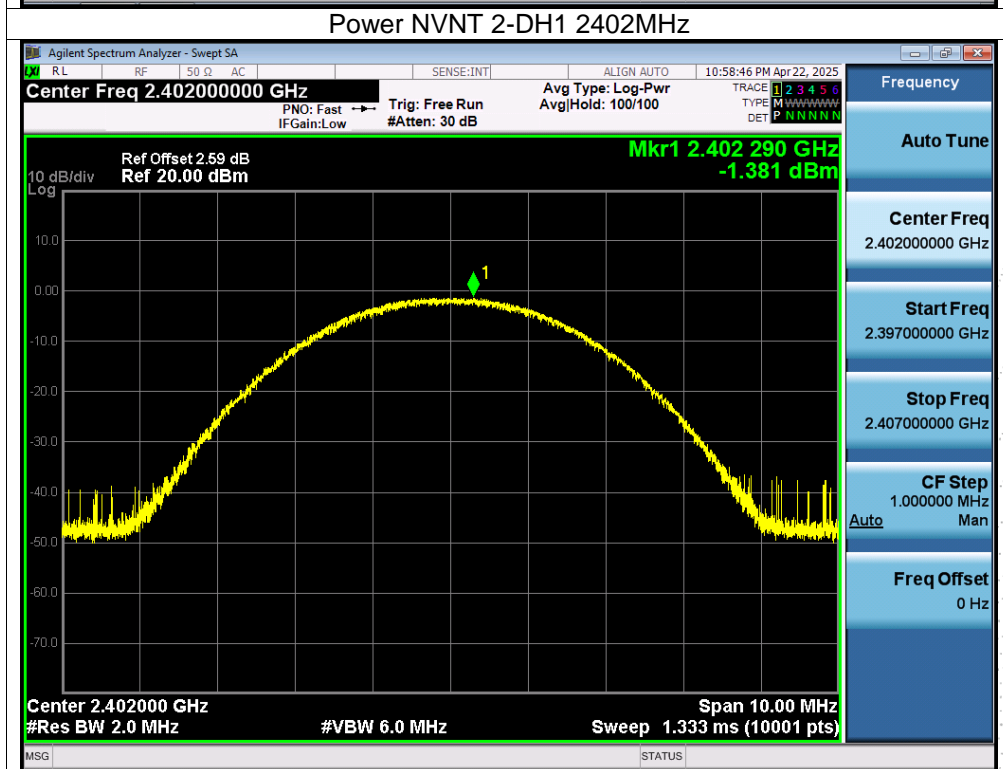 Power NVNT 2-DH1 2402MHz
Agilent Spectrum Analyzer - Swept SA
LXI RL RF 50 Ω AC SENSE:INT ALIGN AUTO 10:58:46 PM Apr 22, 2025
Center Freq 2.402000000 GHz
PNO: Fast
IFGain:Low
Trig: Free Run
#Atten: 30 dB
Avg Type: Log-Pwr
Avg|Hold: 100/100
TRACE 1 2 3 4 5 6
TYPE M WWWWW
DET P N N N N N
Frequency
Ref Offset 2.59 dB
10 dB/div Ref 20.00 dBm
Log
Mkr1 2.402 290 GHz
-1.381 dBm
10.0
0.00
-10.0
-20.0
-30.0
-40.0
-50.0
-60.0
-70.0
1
Center 2.402000 GHz
#Res BW 2.0 MHz
#VBW 6.0 MHz
Span 10.00 MHz
Sweep 1.333 ms (10001 pts)
Auto Tune
Center Freq
2.402000000 GHz
Start Freq
2.397000000 GHz
Stop Freq
2.407000000 GHz
CF Step
1.000000 MHz
Auto Man
Freq Offset
0 Hz
MSG STATUS